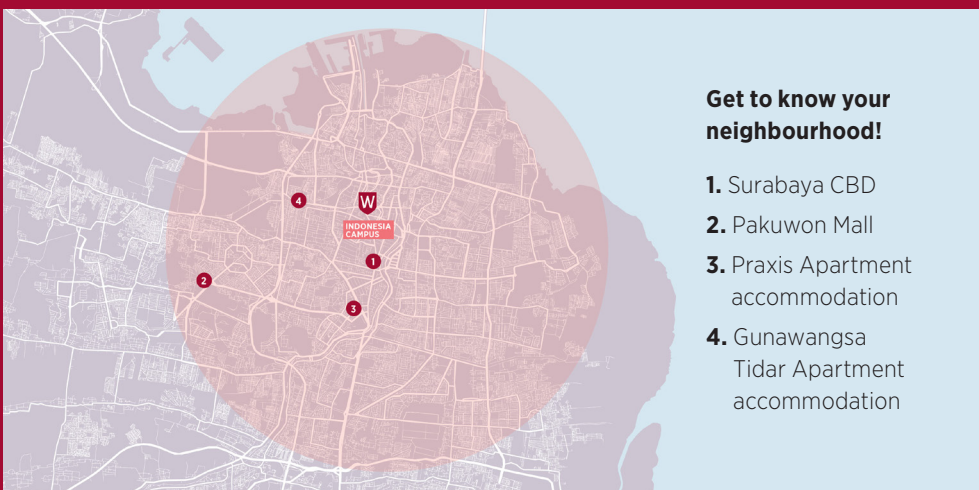 Get to know your
neighbourhood!
1. Surabaya CBD
2. Pakuwon Mall
3. Praxis Apartment
accommodation
4. Gunawangsa
Tidar Apartment
accommodation
4
W
INDONESIA
CAMPUS
1
2
3